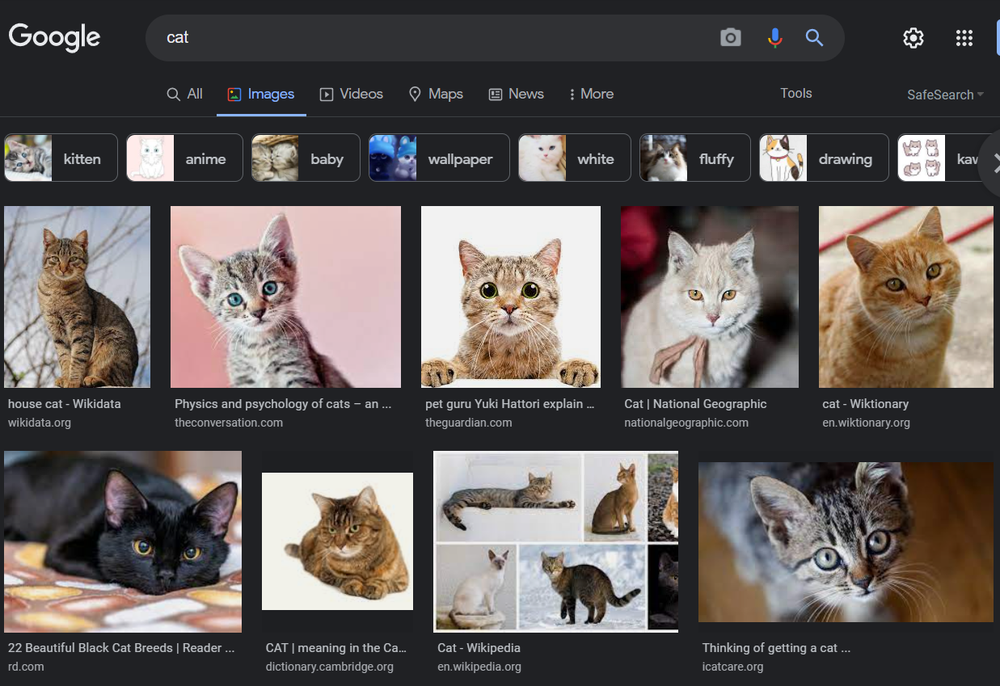 Google
cat
All Images Videos Maps News More Tools SafeSearch
kitten anime baby wallpaper white fluffy drawing
house cat - Wikidata
wikidata.org
Physics and psychology of cats – an ...
theconversation.com
pet guru Yuki Hattori explain ...
theguardian.com
Cat | National Geographic
nationalgeographic.com
cat - Wiktionary
en.wiktionary.org
22 Beautiful Black Cat Breeds | Reader ...
rd.com
CAT | meaning in the Ca...
dictionary.cambridge.org
Cat - Wikipedia
en.wikipedia.org
Thinking of getting a cat ...
icatcare.org